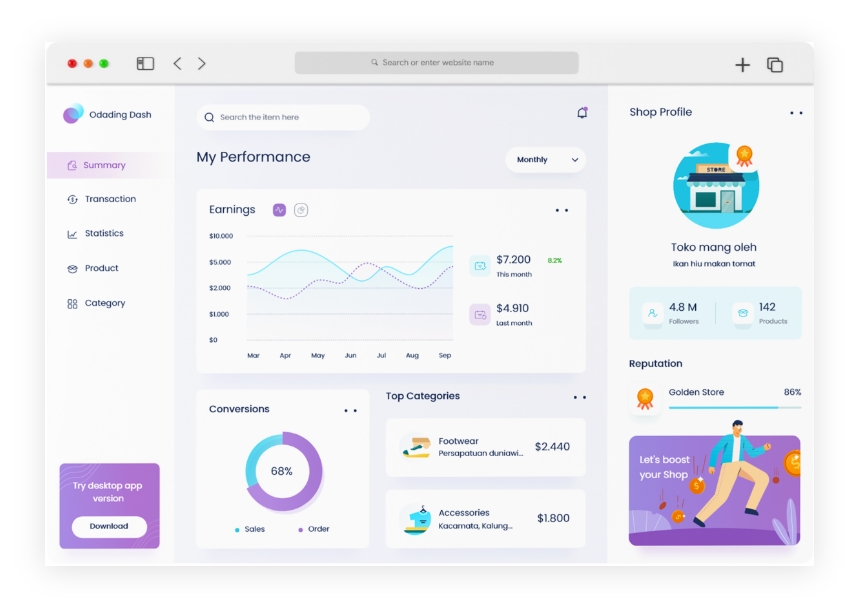 Search or enter website name
Odading Dash
Summary
Transaction
Statistics
Product
Category
Try desktop app
version
Download
Search the item here
My Performance
Monthly
Earnings
$10.000
$5,000
$2,000
$1,000
$0
Mar Apr May Jun Jul Aug Sep
$7.200 8.2%
This month
$4.910
Last month
Conversions
68%
Sales Order
Top Categories
Footwear
Persapatuan duniawi...
$2.440
Accessories
Kacamata, Kalung...
$1.800
Shop Profile
STORE
Toko mang oleh
Ikan hiu makan tomat
4.8 M
Followers
142
Products
Reputation
Golden Store 86%
Let's boost
your Shop